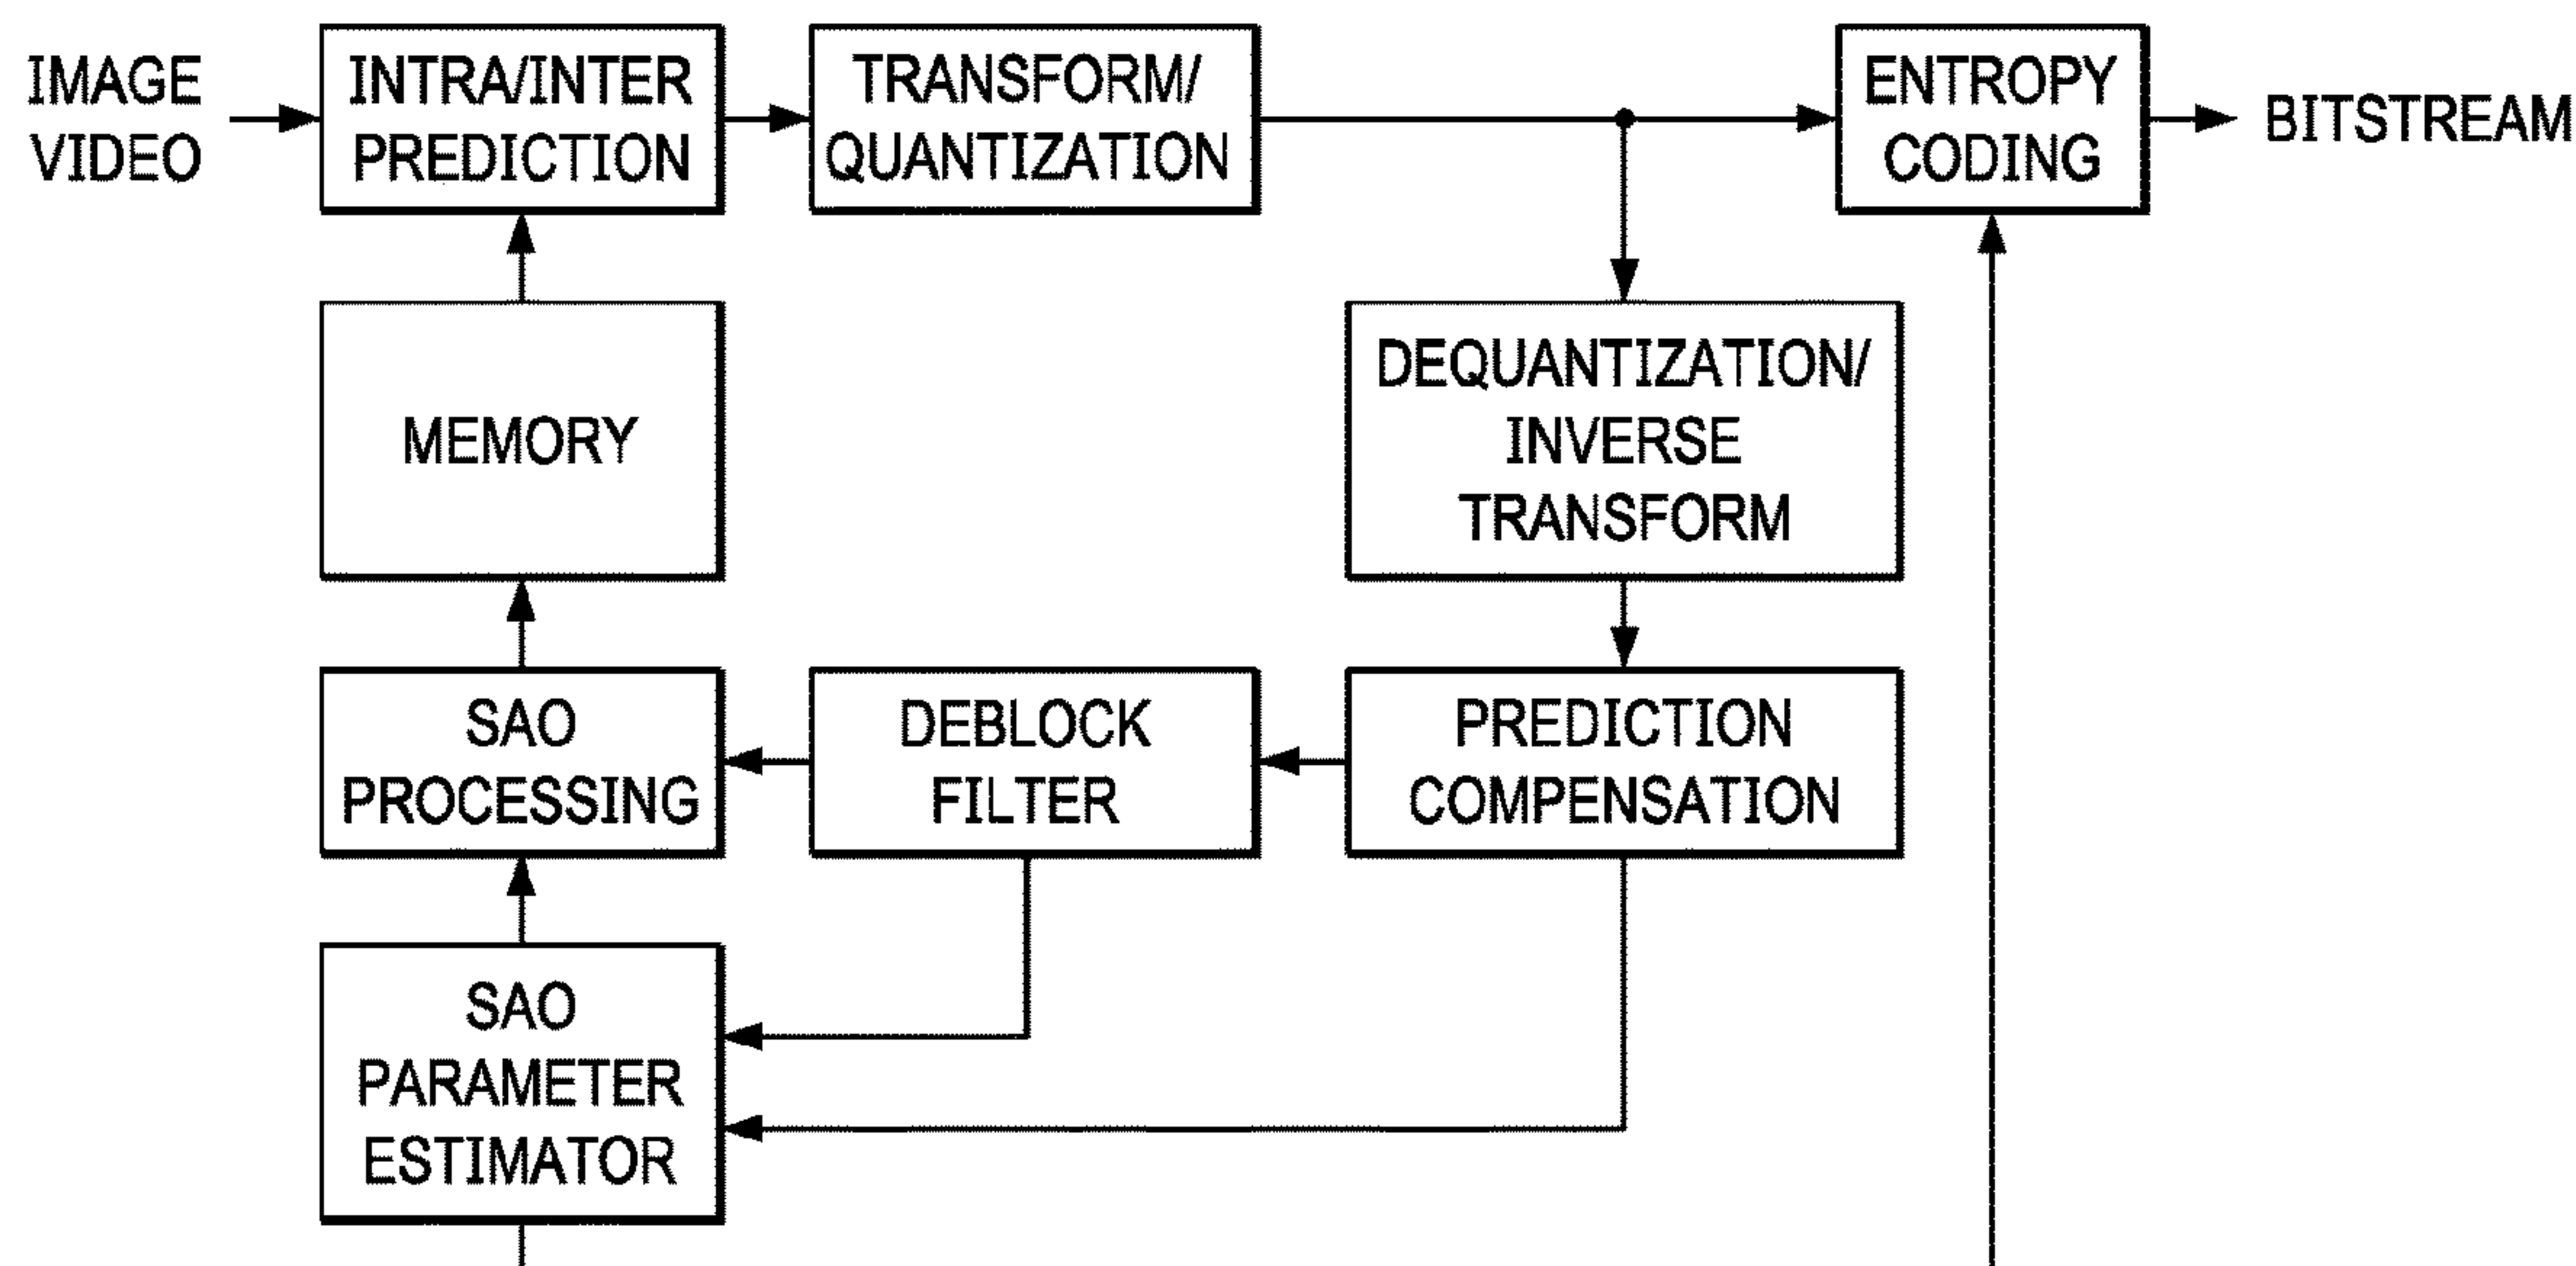 IMAGE
VIDEO
INTRA/INTER
PREDICTION
TRANSFORM/
QUANTIZATION
ENTROPY
CODING
BITSTREAM
MEMORY
DEQUANTIZATION/
INVERSE
TRANSFORM
SAO
PROCESSING
DEBLOCK
FILTER
PREDICTION
COMPENSATION
SAO
PARAMETER
ESTIMATOR